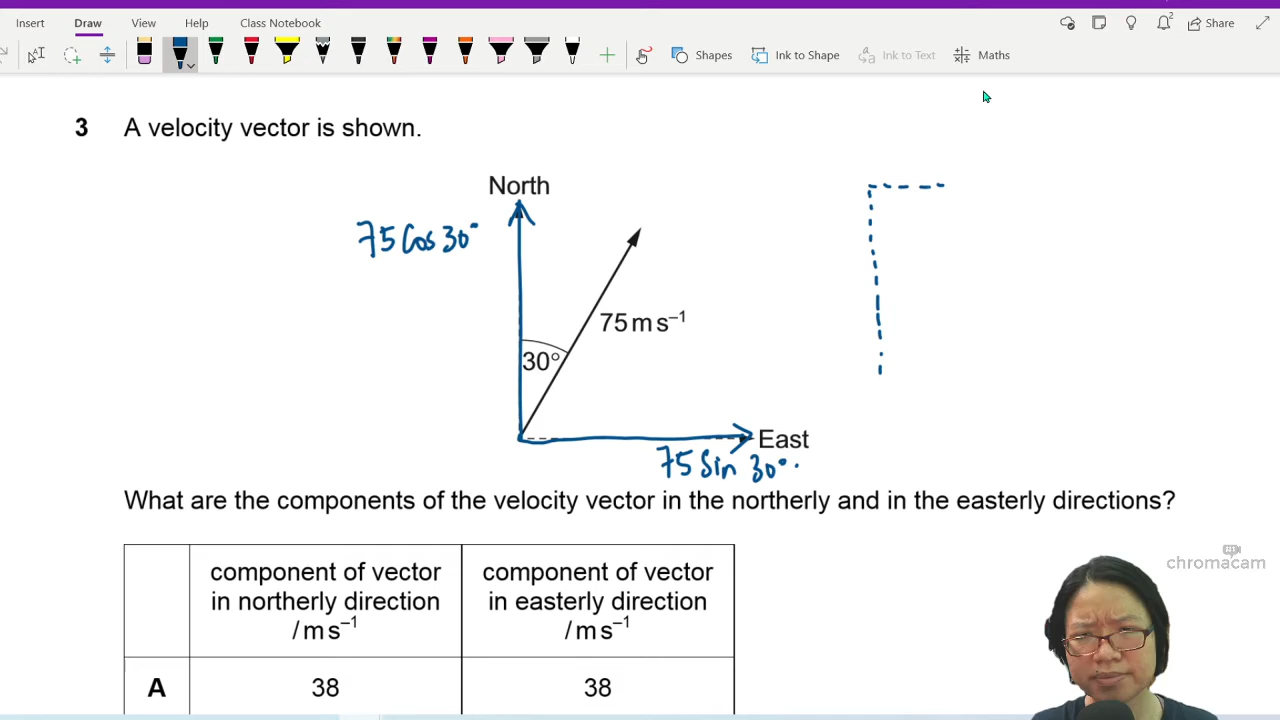 Insert Draw View Help Class Notebook 2 Share
Shapes Ink to Shape Ink to Text Maths
3 A velocity vector is shown.
North
75 Cos 30°
75 m s⁻¹
30°
East
75 Sin 30°
What are the components of the velocity vector in the northerly and in the easterly directions?
chromacam
component of vector
in northerly direction
/ m s⁻¹
component of vector
in easterly direction
/ m s⁻¹
A 38 38